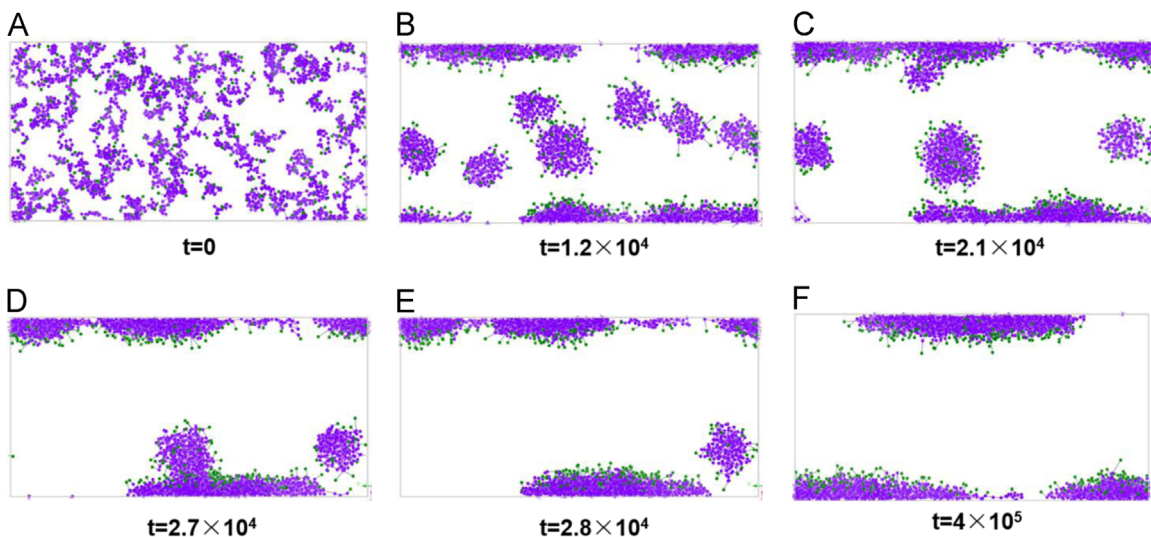 A
B
C
t=0
t=1.2×10⁴
t=2.1×10⁴
D
E
F
t=2.7×10⁴
t=2.8×10⁴
t=4×10⁵